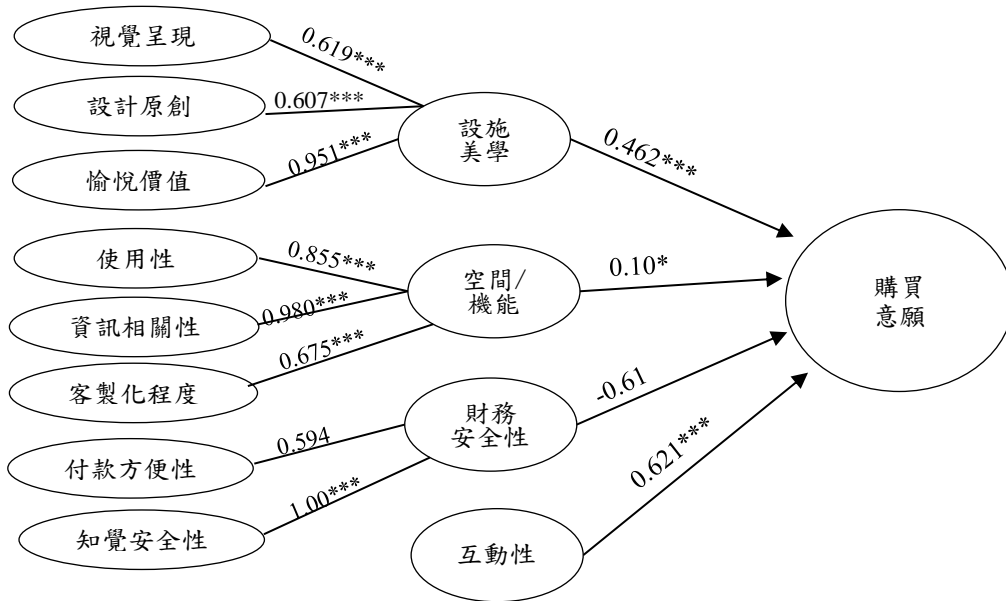 視覺呈現
0.619***
設計原創
0.607***
愉悅價值
0.951***
設施
美學
0.462***
使用性
0.855***
資訊相關性
0.980***
客製化程度
0.675***
空間/
機能
0.10*
購買
意願
付款方便性
0.594
知覺安全性
1.00***
財務
安全性
-0.61
互動性
0.621***